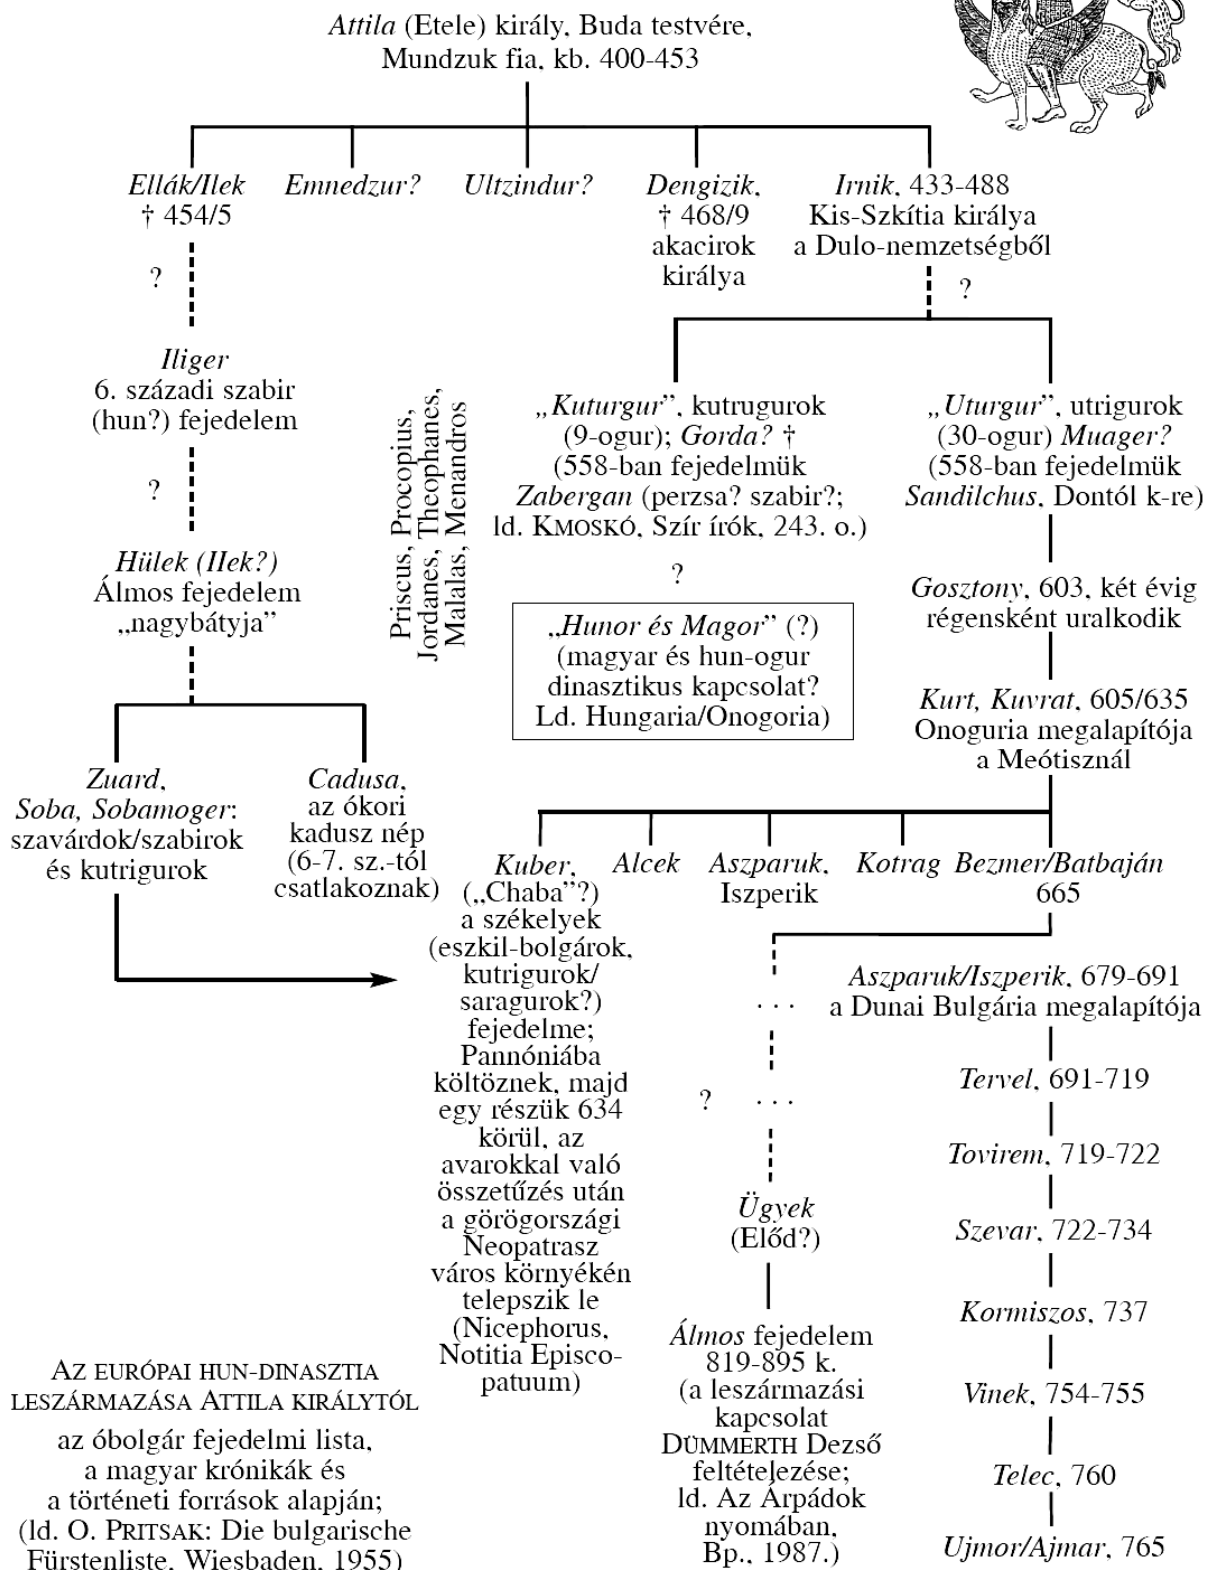 Attila (Etele) király, Buda testvére,
Mundzuk fia, kb. 400-453
Ellák/Ilek
† 454/5
Emnedzur?
Ultzindur?
Dengizik,
† 468/9
akacirok
királya
Irnik, 433-488
Kis-Szkítia királya
a Dulo-nemzetségből
?
?
Iliger
6. századi szabir
(hun?) fejedelem
?
Hülek (IIek?)
Álmos fejedelem
„nagybátyja”
Priscus, Procopius,
Jordanes, Theophanes,
Malalas, Menandros
„Kuturgur”, kutrugurok
(9-ogur); Gorda? †
(558-ban fejedelmük
Zabergan (perzsa? szabir?;
ld. KMOSKÓ, Szír írók, 243. o.)
?
„Hunor és Magor” (?)
(magyar és hun-ogur
dinasztikus kapcsolat?
Ld. Hungaria/Onogoria)
„Uturgur”, utrigurok
(30-ogur) Muager?
(558-ban fejedelmük
Sandilchus, Dontól k-re)
Gosztony, 603, két évig
régensként uralkodik
Kurt, Kuvrat, 605/635
Onoguria megalapítója
a Meótisznál
Zuard,
Soba, Sobamoger:
szavárdok/szabirok
és kutrigurok
Cadusa,
az ókori
kadusz nép
(6-7. sz.-tól
csatlakoznak)
Kuber,
(„Chaba”?)
a székelyek
(eszkil-bolgárok,
kutrigurok/
saragurok?)
fejedelme;
Pannóniába
költöznek, majd
egy részük 634
körül, az
avarokkal való
összetűzés után
a görögországi
Neopatrasz
város környékén
telepszik le
(Nicephorus,
Notitia Episco-
patuum)
Alcek
Aszparuk,
Iszperik
Kotrag
Bezmer/Batbaján
665
. . .
? . . .
Ügyek
(Előd?)
Álmos fejedelem
819-895 k.
(a leszármazási
kapcsolat
DÜMMERTH Dezső
feltételezése;
ld. Az Árpádok
nyomában,
Bp., 1987.)
Aszparuk/Iszperik, 679-691
a Dunai Bulgária megalapítója
Tervel, 691-719
Tovirem, 719-722
Szevar, 722-734
Kormiszos, 737
Vinek, 754-755
Telec, 760
Ujmor/Ajmar, 765
AZ EURÓPAI HUN-DINASZTIA
LESZÁRMAZÁSA ATTILA KIRÁLYTÓL
az óbolgár fejedelmi lista,
a magyar krónikák és
a történeti források alapján;
(ld. O. PRITSAK: Die bulgarische
Fürstenliste, Wiesbaden, 1955)